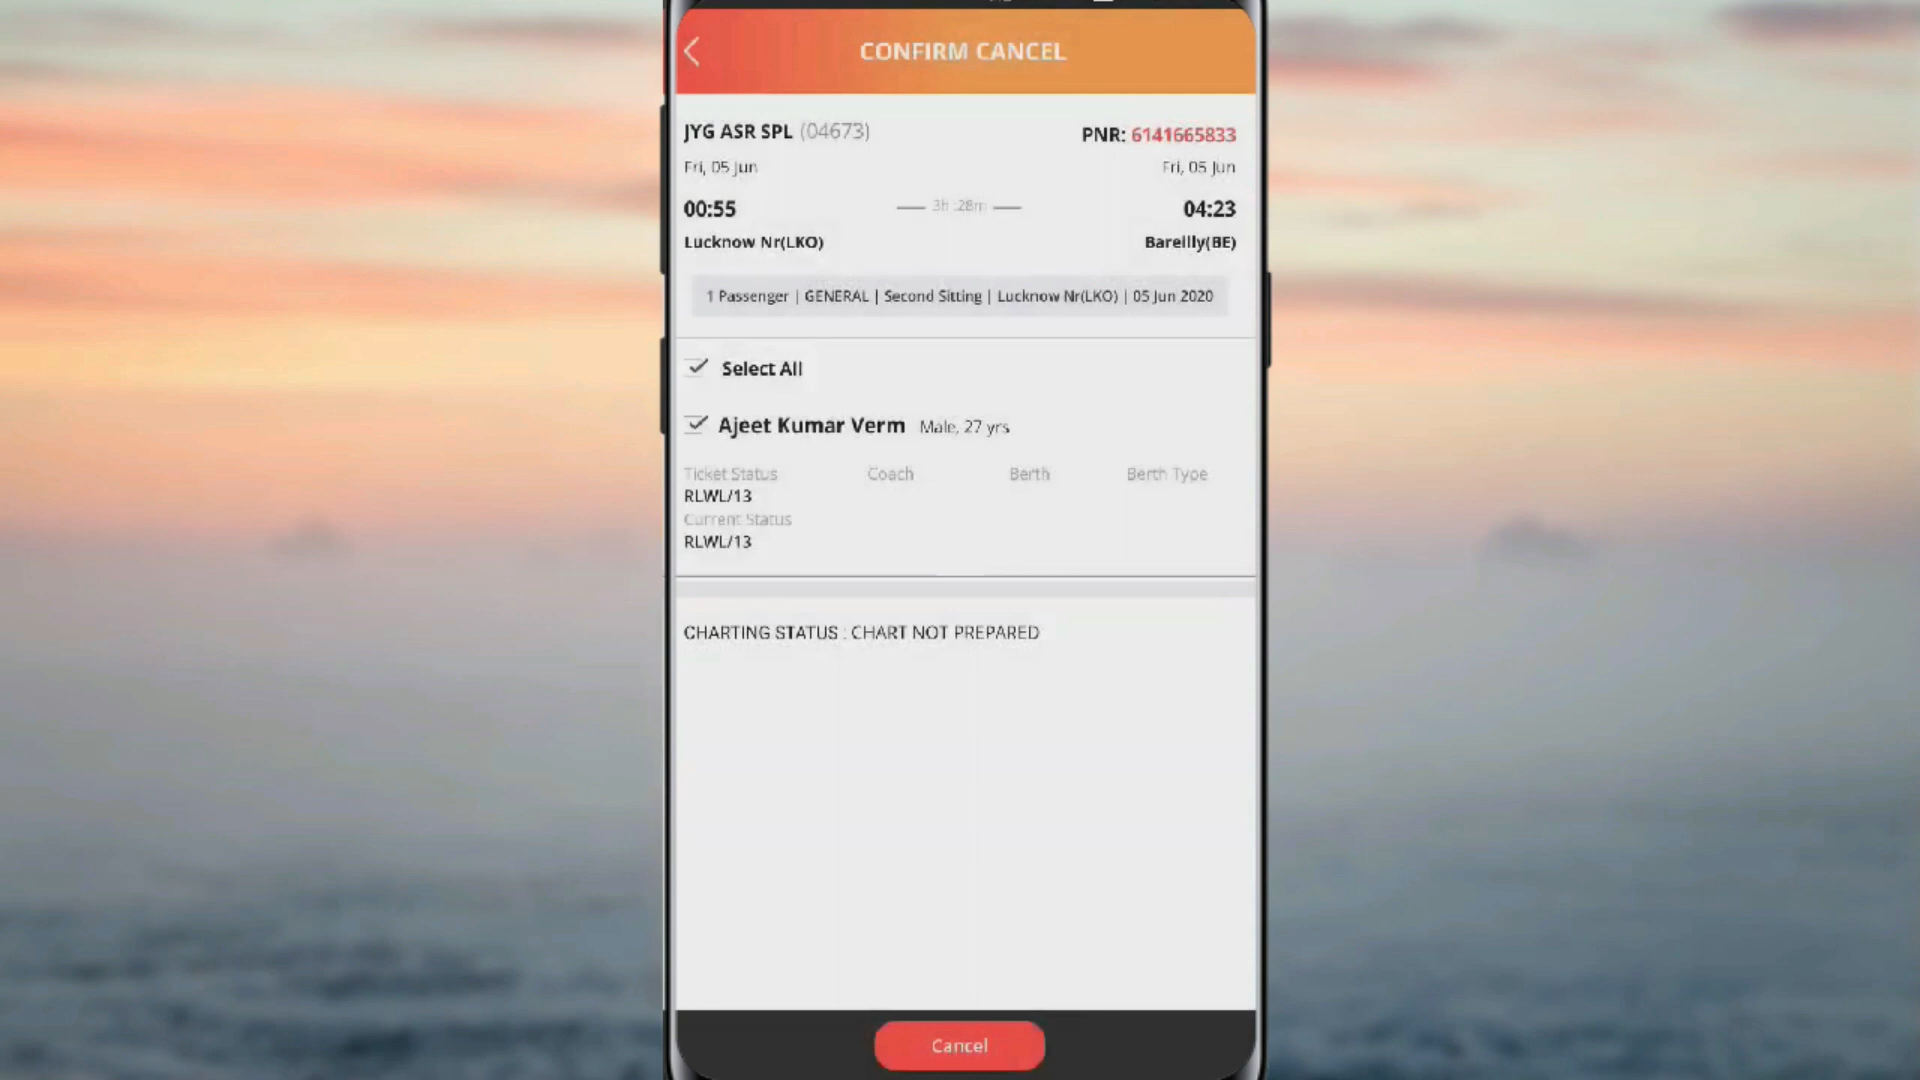 CONFIRM CANCEL
JYG ASR SPL (04673)
PNR: 6141665833
Fri, 05 Jun
Fri, 05 Jun
00:55
3h :28m
04:23
Lucknow Nr(LKO)
Bareilly(BE)
1 Passenger | GENERAL | Second Sitting | Lucknow Nr(LKO) | 05 Jun 2020
Select All
Ajeet Kumar Verm Male, 27 yrs
Ticket Status Coach Berth Berth Type
RLWL/13
Current Status
RLWL/13
CHARTING STATUS : CHART NOT PREPARED
Cancel